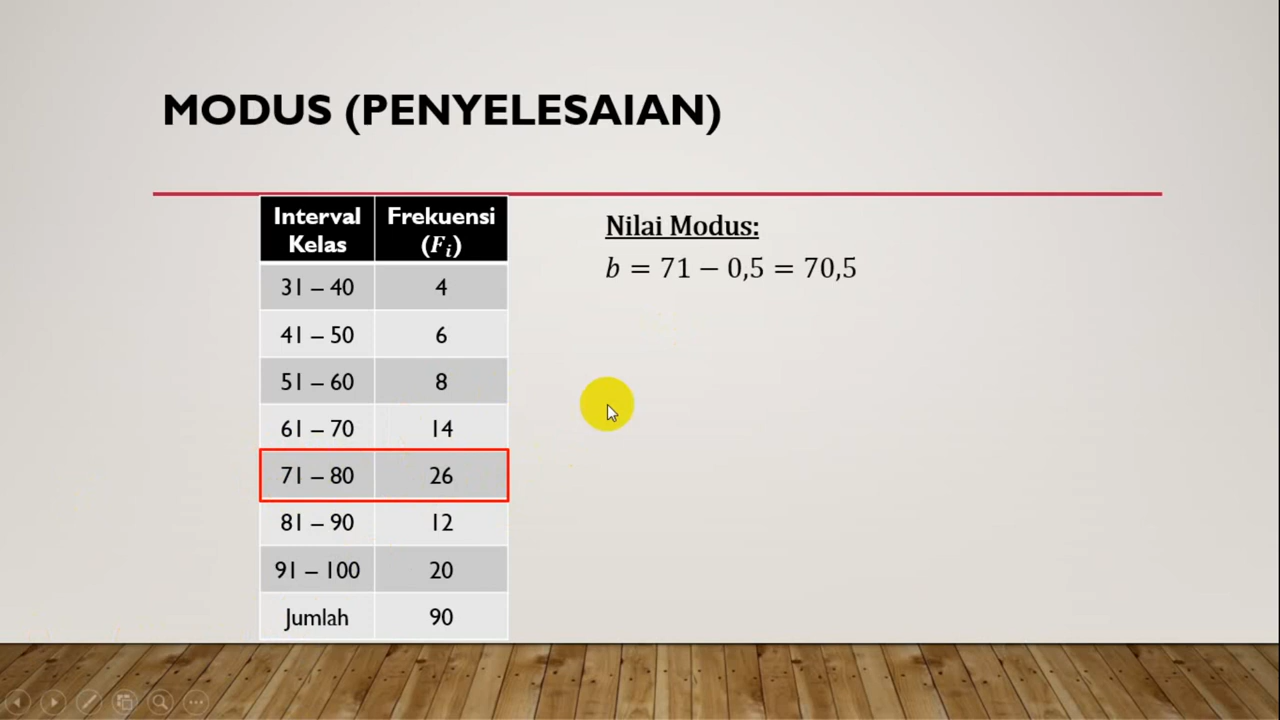 MODUS (PENYELESAIAN)
Interval Kelas Frekuensi (Fᵢ)
31 – 40 4
41 – 50 6
51 – 60 8
61 – 70 14
71 – 80 26
81 – 90 12
91 – 100 20
Jumlah 90
Nilai Modus:
b = 71 − 0,5 = 70,5